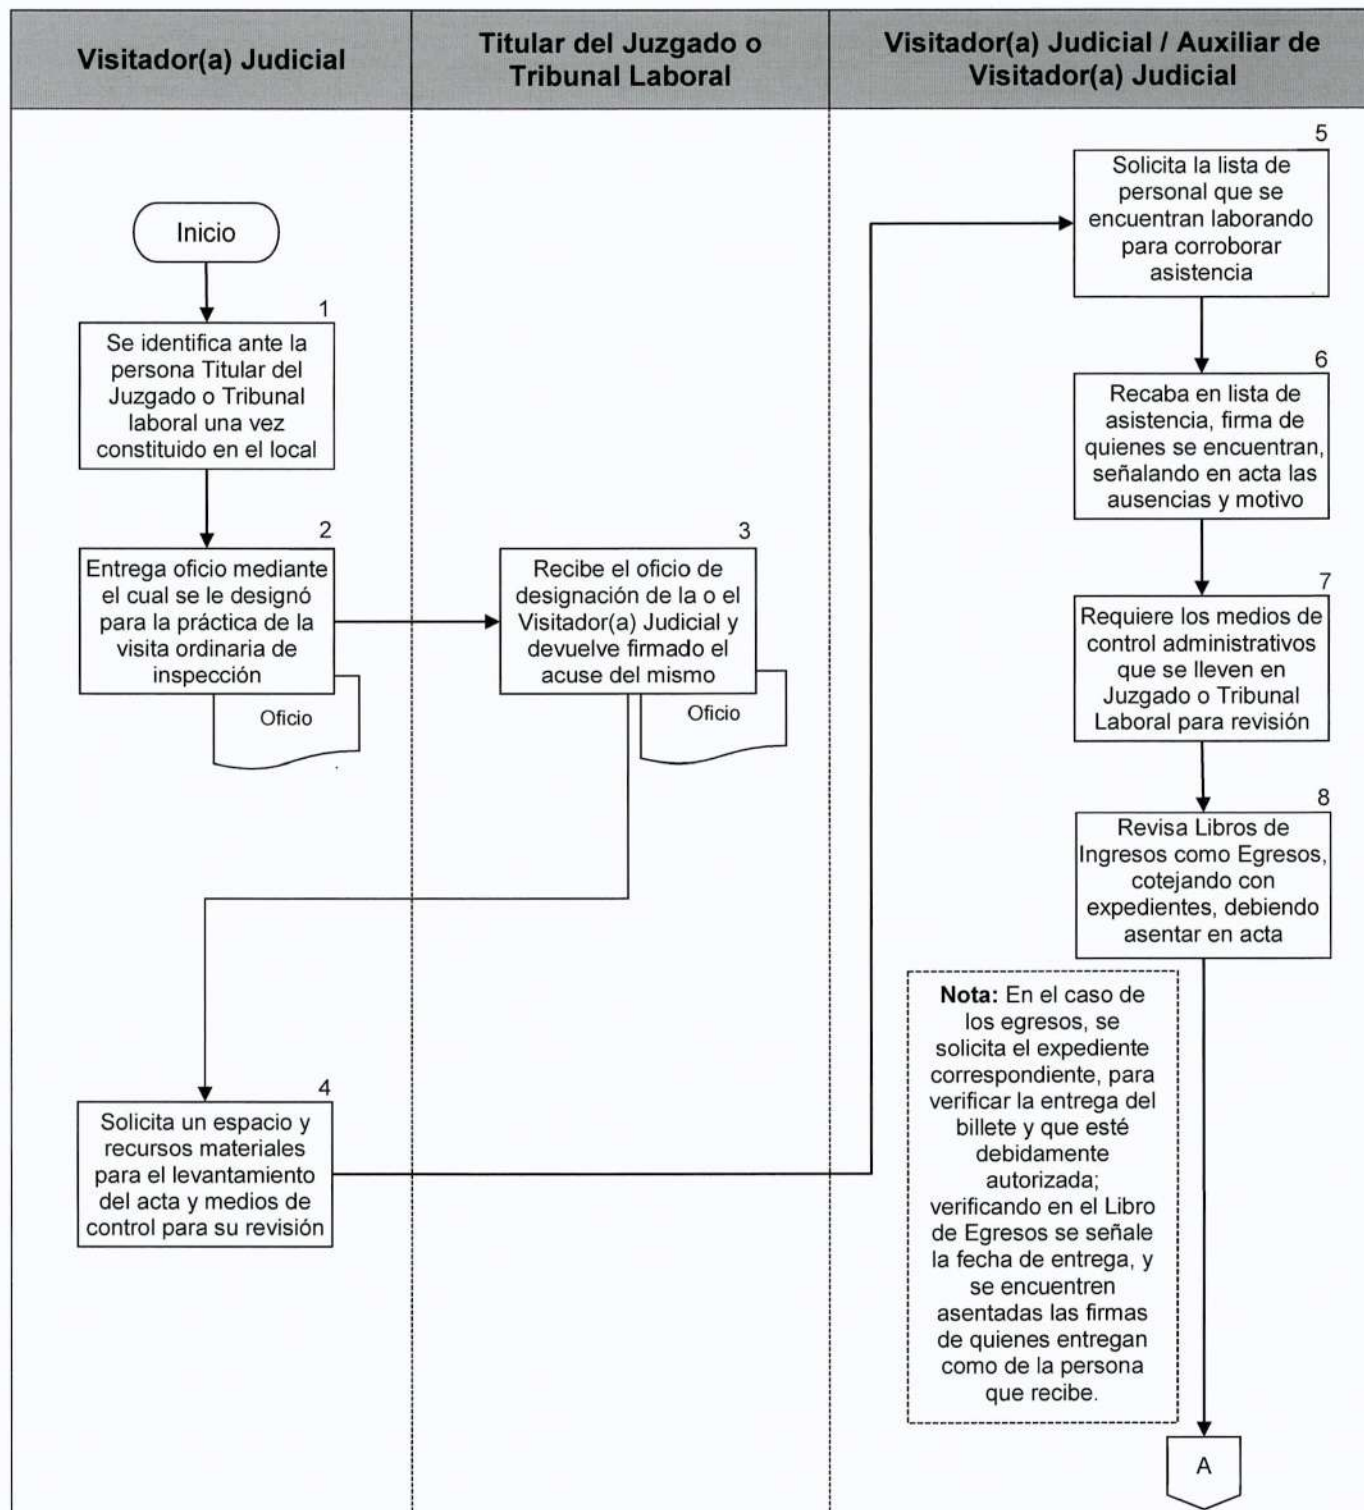 Visitador(a) Judicial
Titular del Juzgado o
Tribunal Laboral
Visitador(a) Judicial / Auxiliar de
Visitador(a) Judicial
Inicio
1
Se identifica ante la
persona Titular del
Juzgado o Tribunal
laboral una vez
constituido en el local
2
Entrega oficio mediante
el cual se le designó
para la práctica de la
visita ordinaria de
inspección
Oficio
3
Recibe el oficio de
designación de la o el
Visitador(a) Judicial y
devuelve firmado el
acuse del mismo
Oficio
4
Solicita un espacio y
recursos materiales
para el levantamiento
del acta y medios de
control para su revisión
5
Solicita la lista de
personal que se
encuentran laborando
para corroborar
asistencia
6
Recaba en lista de
asistencia, firma de
quienes se encuentran,
señalando en acta las
ausencias y motivo
7
Requiere los medios de
control administrativos
que se lleven en
Juzgado o Tribunal
Laboral para revisión
8
Revisa Libros de
Ingresos como Egresos,
cotejando con
expedientes, debiendo
asentar en acta
Nota: En el caso de
los egresos, se
solicita el expediente
correspondiente, para
verificar la entrega del
billete y que esté
debidamente
autorizada;
verificando en el Libro
de Egresos se señale
la fecha de entrega, y
se encuentren
asentadas las firmas
de quienes entregan
como de la persona
que recibe.
A